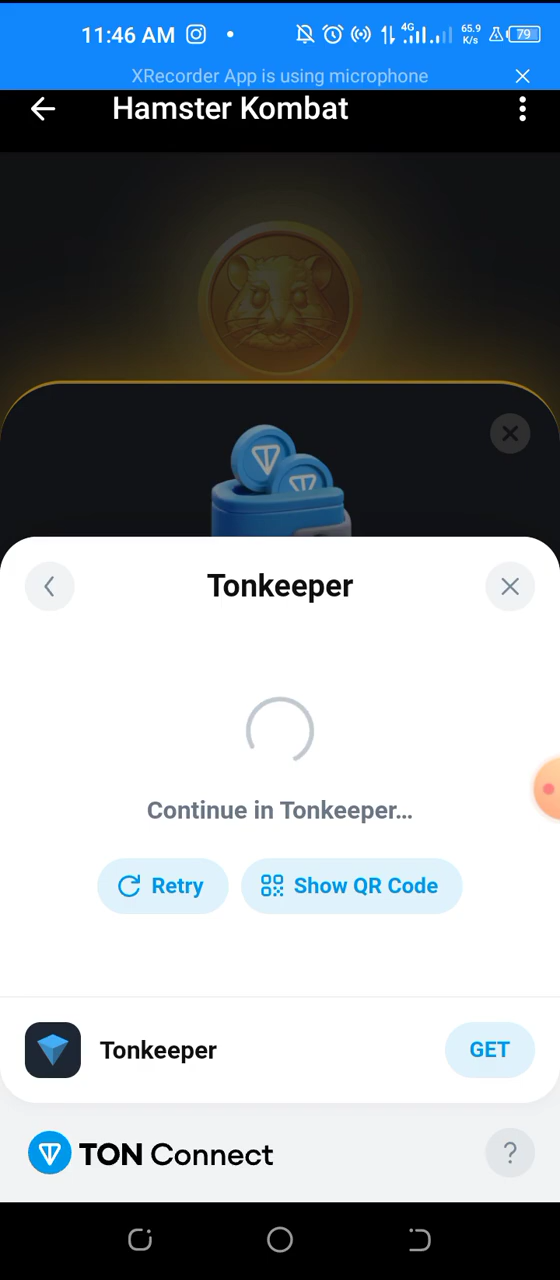 11:46 AM
4G
65.9
K/s
79
XRecorder App is using microphone
Hamster Kombat
Tonkeeper
Continue in Tonkeeper...
Retry
Show QR Code
Tonkeeper
GET
TON Connect
?